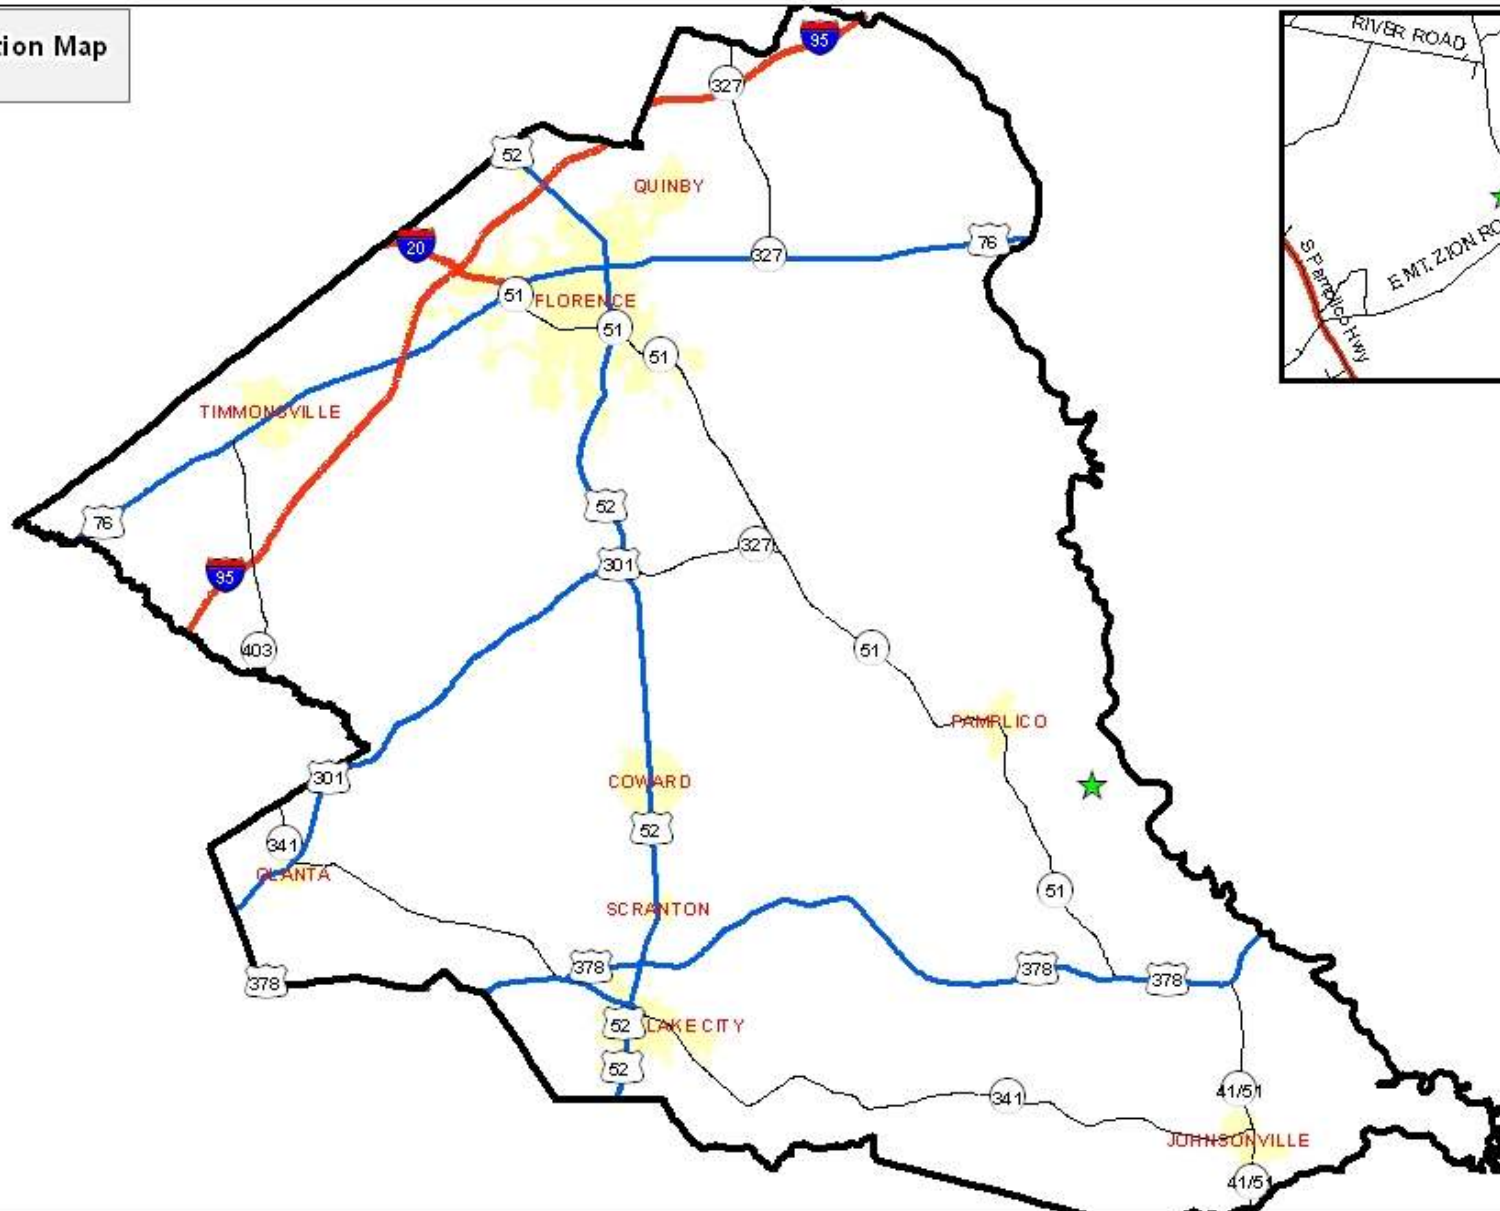 tion Map
95
RIVER ROAD
327
52
QUINBY
20
76
327
51
FLORENCE
E MT. ZION RO
S Pamplico Hwy
51
51
TIMMONSVILLE
52
76
327
301
95
403
51
PAMPLICO
301
COWARD
52
341
OLANTA
51
SCRANTON
378
378
378
378
52
LAKE CITY
52
341
41/51
JOHNSONVILLE
41/51